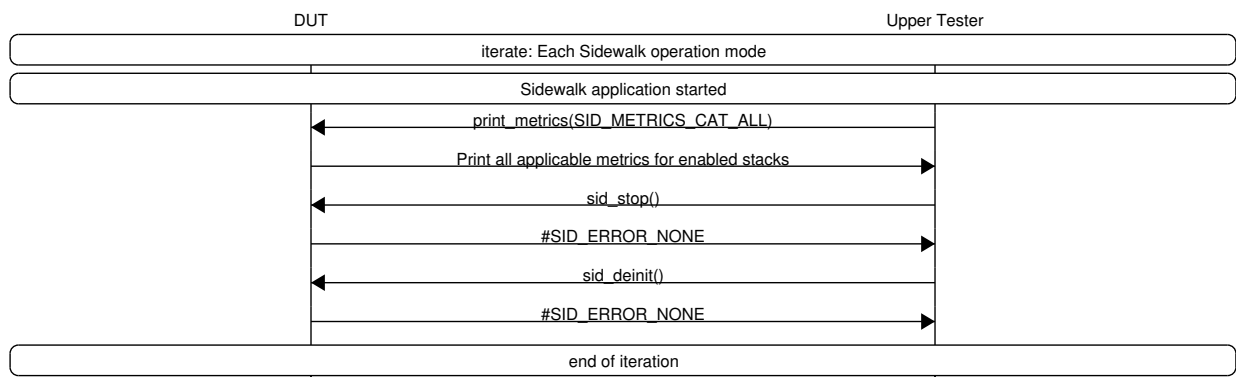 DUT
Upper Tester
iterate: Each Sidewalk operation mode
Sidewalk application started
print_metrics(SID_METRICS_CAT_ALL)
Print all applicable metrics for enabled stacks
sid_stop()
#SID_ERROR_NONE
sid_deinit()
#SID_ERROR_NONE
end of iteration